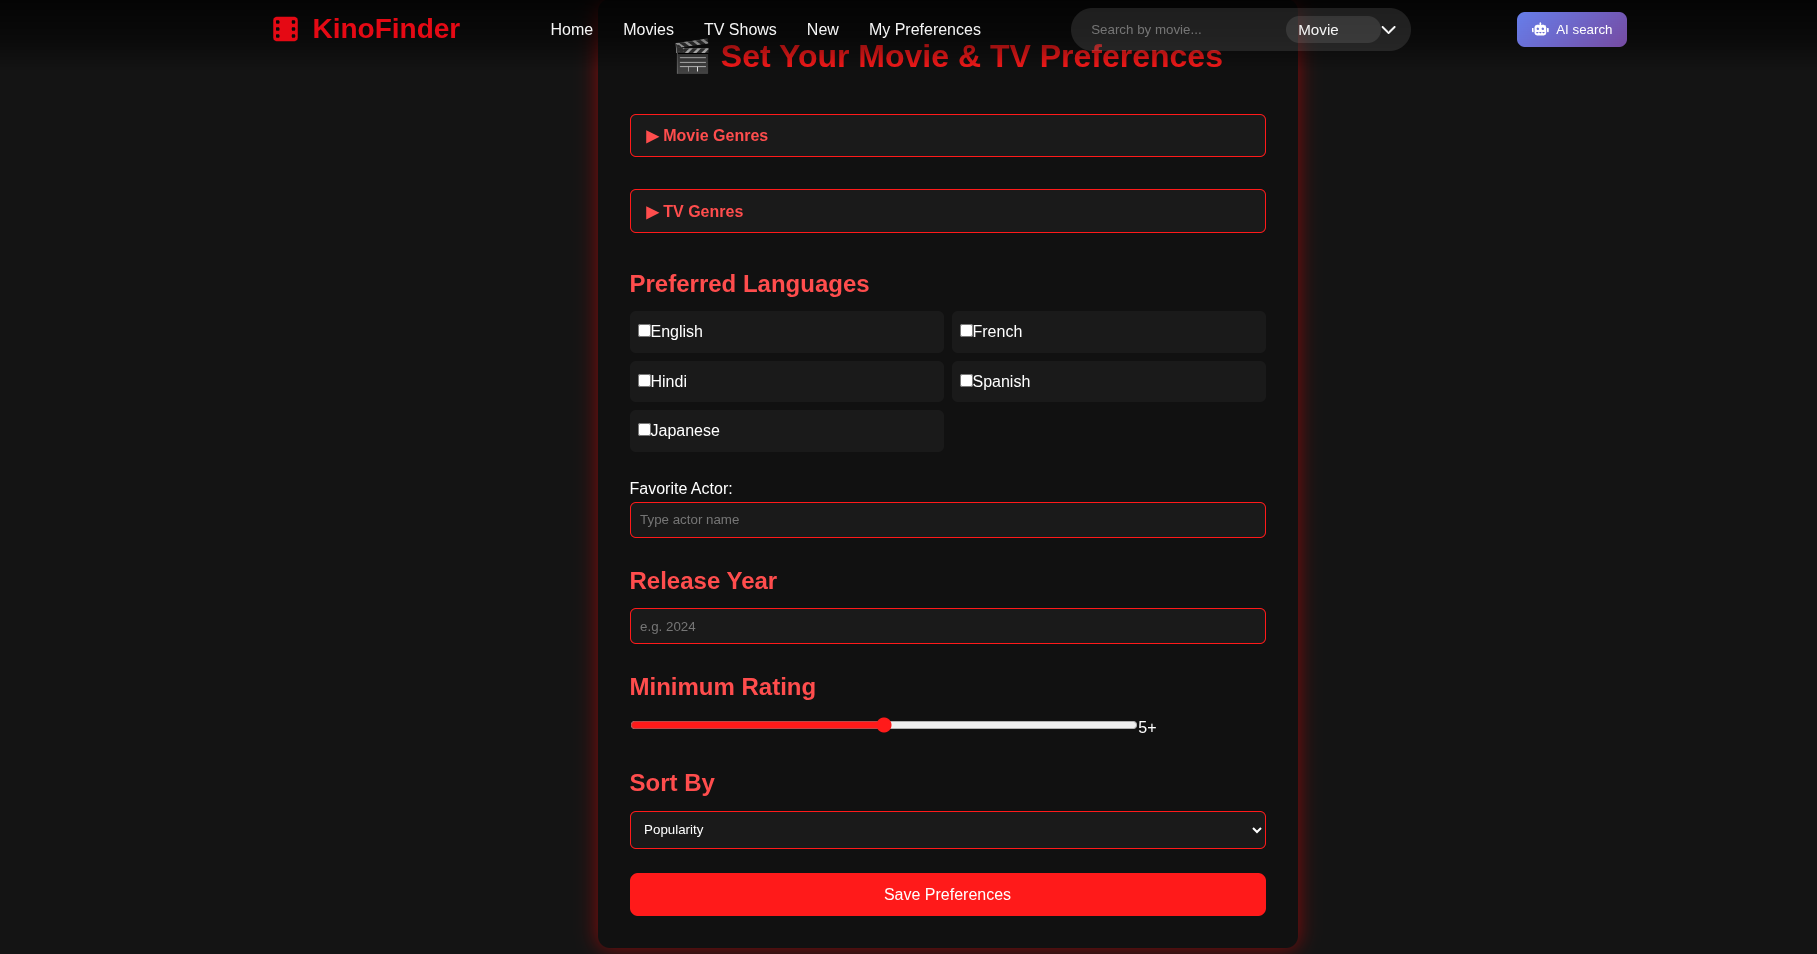 KinoFinder
Home Movies TV Shows New My Preferences
Search by movie... Movie
AI search
🎬 Set Your Movie & TV Preferences
▶ Movie Genres
▶ TV Genres
Preferred Languages
English French
Hindi Spanish
Japanese
Favorite Actor:
Type actor name
Release Year
e.g. 2024
Minimum Rating
5+
Sort By
Popularity
Save Preferences